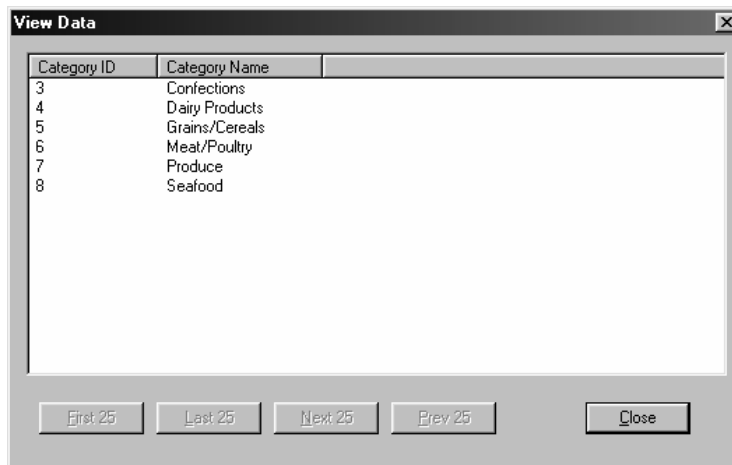 View Data
Category ID Category Name
3 Confections
4 Dairy Products
5 Grains/Cereals
6 Meat/Poultry
7 Produce
8 Seafood
First 25 Last 25 Next 25 Prev 25 Close